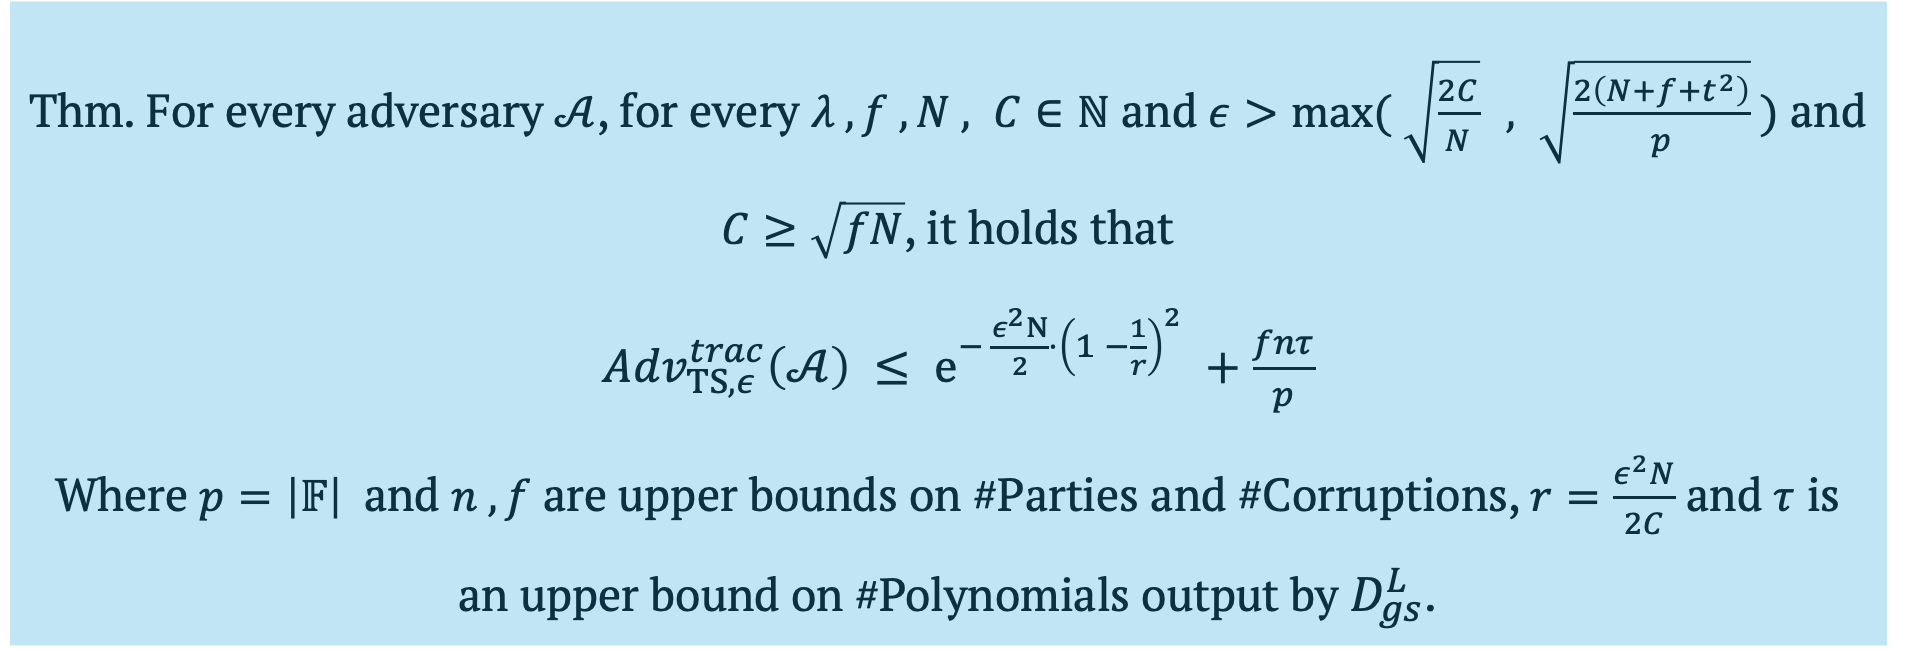 Thm. For every adversary 𝒜, for every λ, f, N, C ∈ ℕ and ϵ > max( √(2C/N) , √(2(N+f+t²)/p) ) and
C ≥ √(fN), it holds that
Adv^{trac}_{TS,ϵ}(𝒜) ≤ e^{−(ϵ²N/2)·(1 − 1/r)²} + fnτ/p
Where p = |𝔽| and n, f are upper bounds on #Parties and #Corruptions, r = ϵ²N/2C and τ is
an upper bound on #Polynomials output by D^L_{gs}.